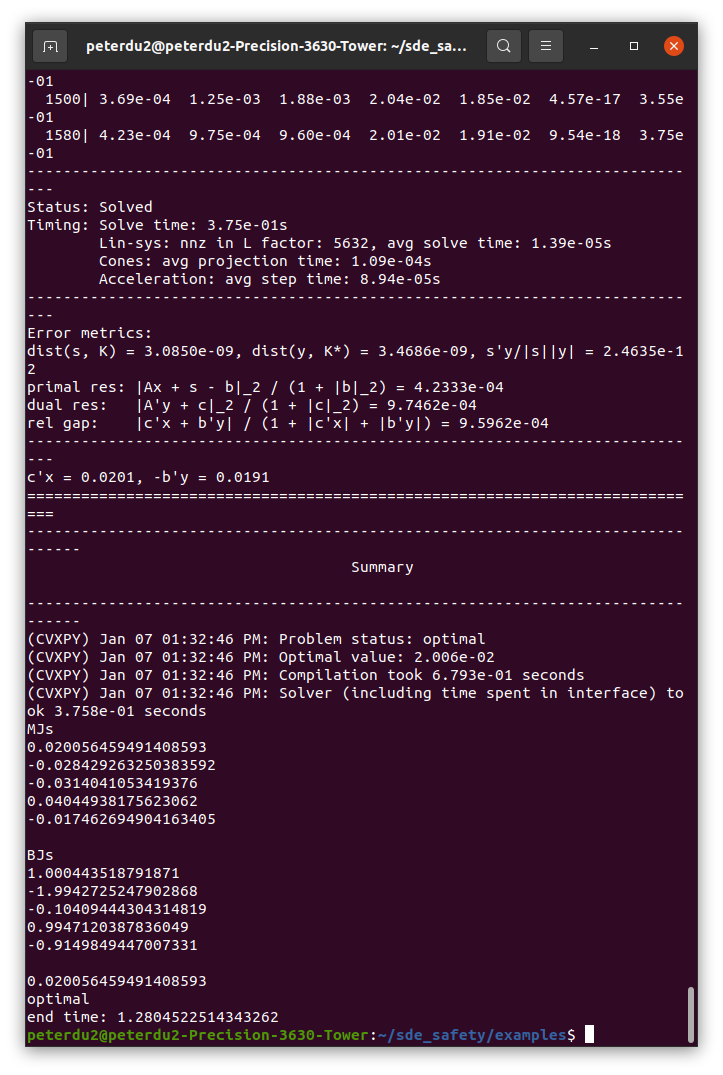 peterdu2@peterdu2-Precision-3630-Tower: ~/sde_sa...
-01
  1500| 3.69e-04  1.25e-03  1.88e-03  2.04e-02  1.85e-02  4.57e-17  3.55e
-01
  1580| 4.23e-04  9.75e-04  9.60e-04  2.01e-02  1.91e-02  9.54e-18  3.75e
-01
-------------------------------------------------------------------------
---
Status: Solved
Timing: Solve time: 3.75e-01s
        Lin-sys: nnz in L factor: 5632, avg solve time: 1.39e-05s
        Cones: avg projection time: 1.09e-04s
        Acceleration: avg step time: 8.94e-05s
-------------------------------------------------------------------------
---
Error metrics:
dist(s, K) = 3.0850e-09, dist(y, K*) = 3.4686e-09, s'y/|s||y| = 2.4635e-1
2
primal res: |Ax + s - b|_2 / (1 + |b|_2) = 4.2333e-04
dual res:   |A'y + c|_2 / (1 + |c|_2) = 9.7462e-04
rel gap:    |c'x + b'y| / (1 + |c'x| + |b'y|) = 9.5962e-04
-------------------------------------------------------------------------
---
c'x = 0.0201, -b'y = 0.0191
=========================================================================
===
-------------------------------------------------------------------------
------
                                    Summary
-------------------------------------------------------------------------
------
(CVXPY) Jan 07 01:32:46 PM: Problem status: optimal
(CVXPY) Jan 07 01:32:46 PM: Optimal value: 2.006e-02
(CVXPY) Jan 07 01:32:46 PM: Compilation took 6.793e-01 seconds
(CVXPY) Jan 07 01:32:46 PM: Solver (including time spent in interface) to
ok 3.758e-01 seconds
MJs
0.020056459491408593
-0.028429263250383592
-0.0314041053419376
0.04044938175623062
-0.017462694904163405

BJs
1.000443518791871
-1.9942725247902868
-0.10409444304314819
0.9947120387836049
-0.9149849447007331

0.020056459491408593
optimal
end time: 1.2804522514343262
peterdu2@peterdu2-Precision-3630-Tower:~/sde_safety/examples$